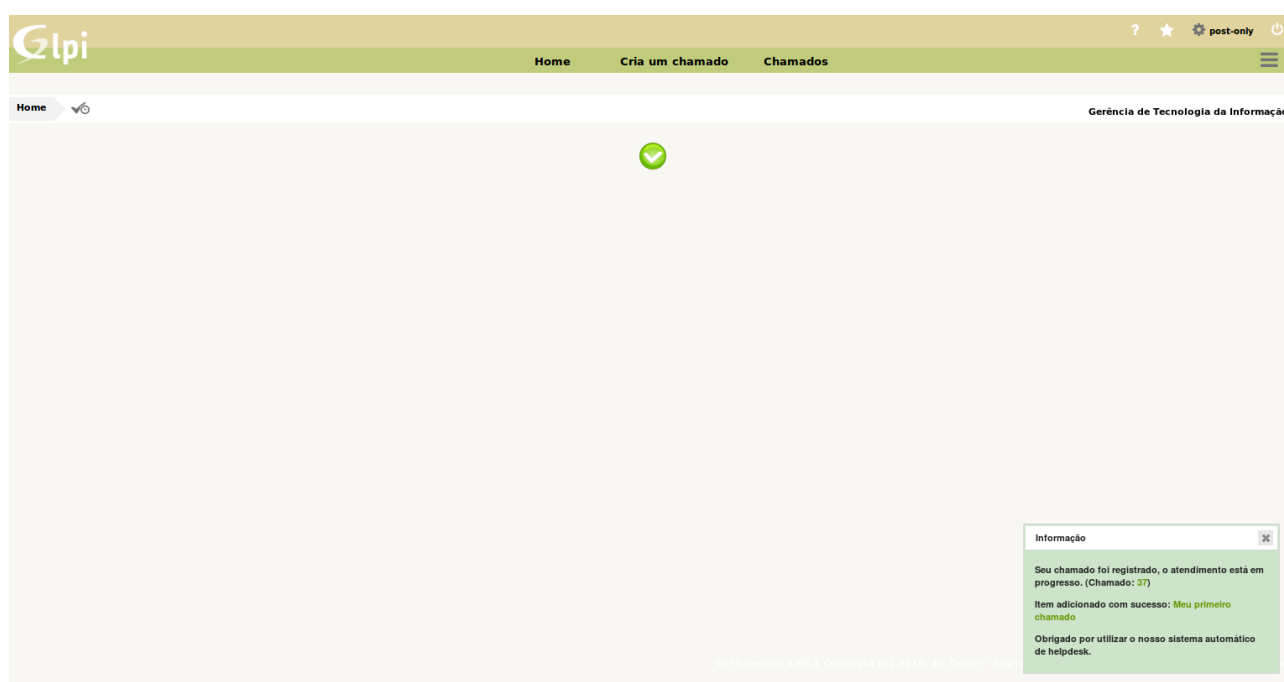 Glpi
? post-only
Home Cria um chamado Chamados
Home
Gerência de Tecnologia da Informação
Informação
Seu chamado foi registrado, o atendimento está em
progresso. (Chamado: 37)
Item adicionado com sucesso: Meu primeiro
chamado
Obrigado por utilizar o nosso sistema automático
de helpdesk.